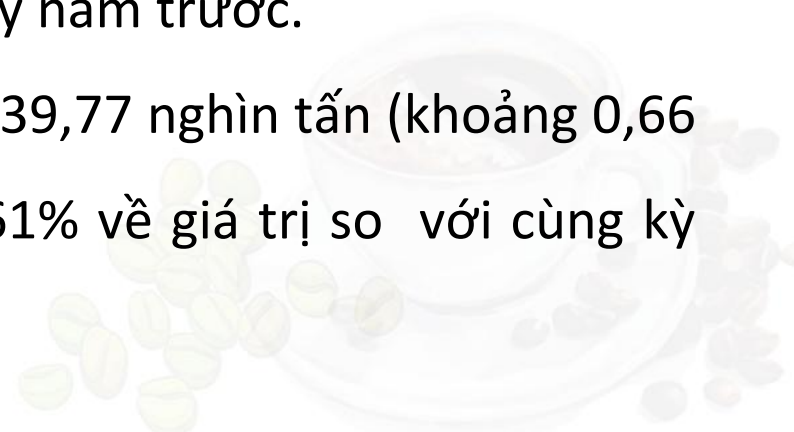 năm trước.
39,77 nghìn tấn (khoảng 0,66
1% về giá trị so với cùng kỳ